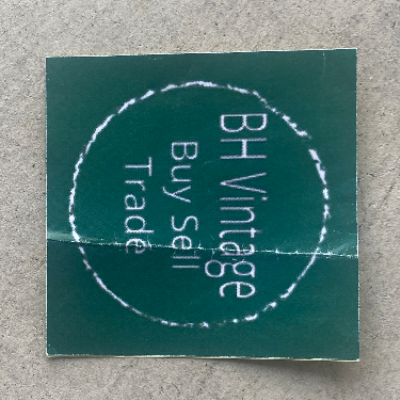 BH Vintage
Buy Sell
Trade